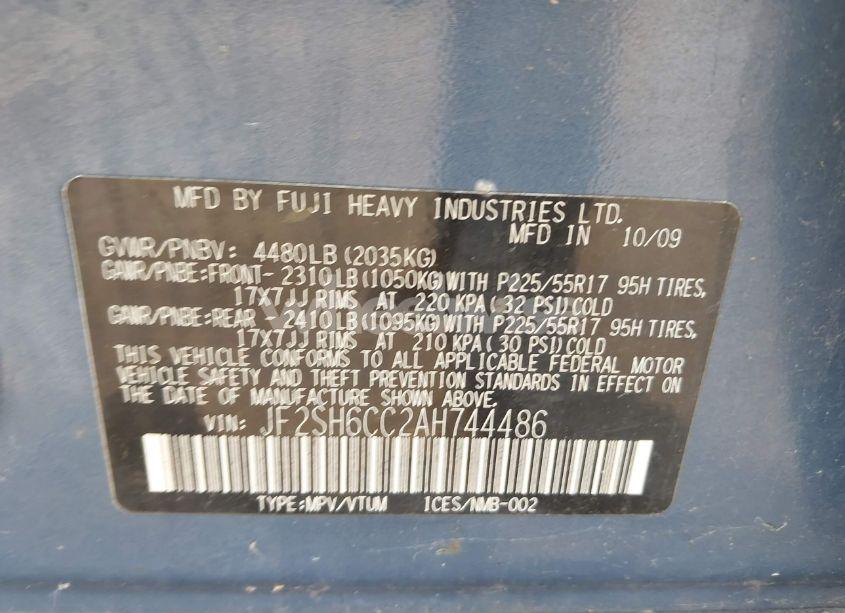 MFD BY FUJI HEAVY INDUSTRIES LTD.
MFD IN 10/09
GVWR/PNBV: 4480LB (2035KG)
GAWR/PNBE:FRONT- 2310LB(1050KG)WITH P225/55R17 95H TIRES,
17X7JJ RIMS AT 220 KPA( 32 PSI)COLD
GAWR/PNBE:REAR 2410LB(1095KG)WITH P225/55R17 95H TIRES,
17X7JJ RIMS AT 210 KPA( 30 PSI)COLD
THIS VEHICLE CONFORMS TO ALL APPLICABLE FEDERAL MOTOR
VEHICLE SAFETY AND THEFT PREVENTION STANDARDS IN EFFECT ON
THE DATE OF MANUFACTURE SHOWN ABOVE.
VIN: JF2SH6CC2AH744486
TYPE:MPV/VTUM ICES/NMB-002